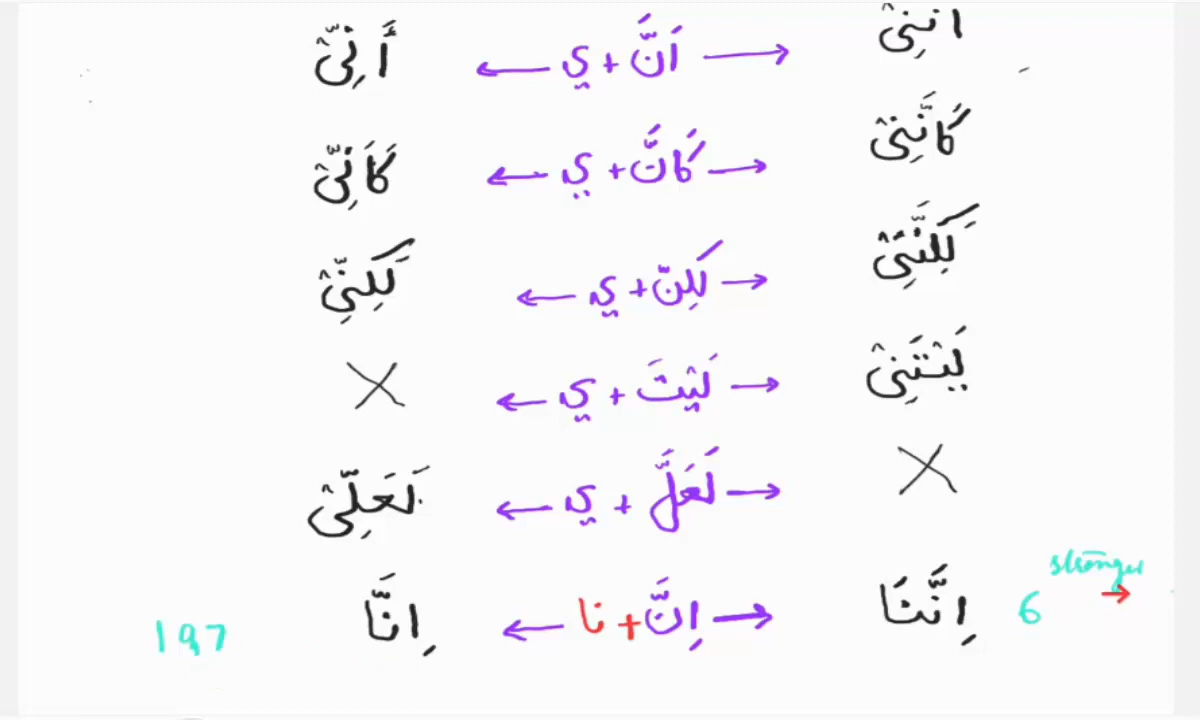 اَنَّنِیْ ← اَنَّ + ي → أَنِّیْ
كَاَنَّنِیْ ← كَاَنَّ + ي → كَاَنِّیْ
لَكِنَّنِیْ ← لَكِنّ + ي → لَكِنِّیْ
لَيْتَنِیْ ← لَيْتَ + ي → ✗
✗ ← لَعَلَّ + ي → لَعَلِّیْ
stronger
→ 6 اِنَّنَا ← اِنَّ + نا → اِنَّا 197